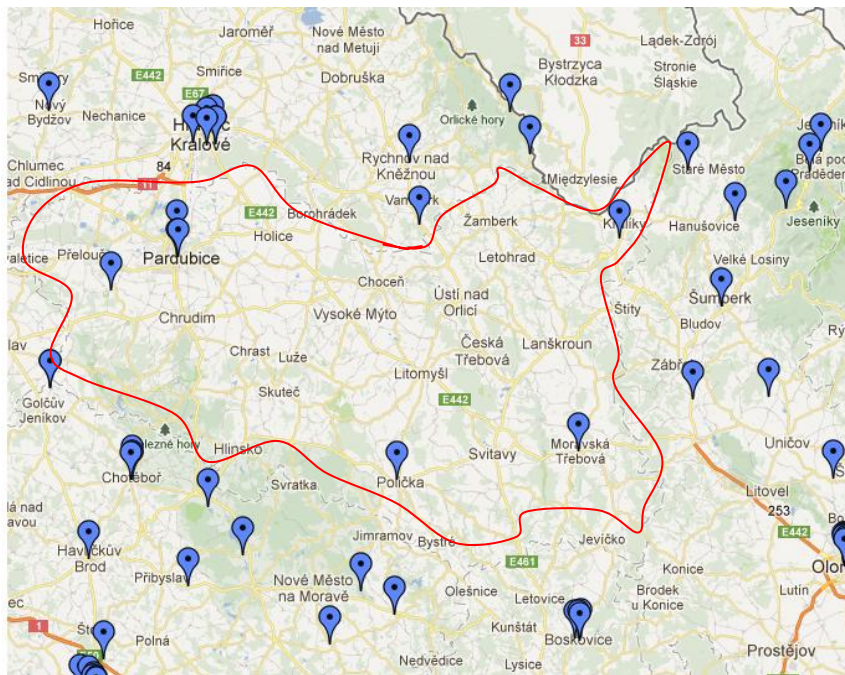 Hořice
Jaroměř
Nové Město
nad Metují
33
Lądek-Zdrój
Bystrzyca
Kłodzka
Stronie
Śląskie
E442
Smiřice
Dobruška
E67
Nový
Bydžov
Nechanice
Králové
Orlické hory
Rychnov nad
Kněžnou
Chlumec
nad Cidlinou
84
11
Międzylesie
Staré Město
Bělá pod
Pradědem
E442
Borohrádek
Žamberk
Králíky
Hanušovice
Jeseníky
Holice
Přelouč
Pardubice
Letohrad
Velké Losiny
Choceň
Chrudim
Vysoké Mýto
Ústí nad
Orlicí
Štíty
Šumperk
Bludov
Chrast
Luže
Česká
Třebová
Lanškroun
Litomyšl
Golčův
Jeníkov
Skuteč
E442
Železné hory
Hlinsko
Moravská
Třebová
Uničov
Chotěboř
Svitavy
Polička
Svratka
Litovel
253
Havlíčkův
Brod
Jimramov
Bystré
Jevíčko
E442
Přibyslav
E461
Konice
Nové Město
na Moravě
Olešnice
Letovice
Brodek
u Konice
Lutín
1
Polná
Kunštát
Boskovice
Prostějov
Nedvědice
Lysice